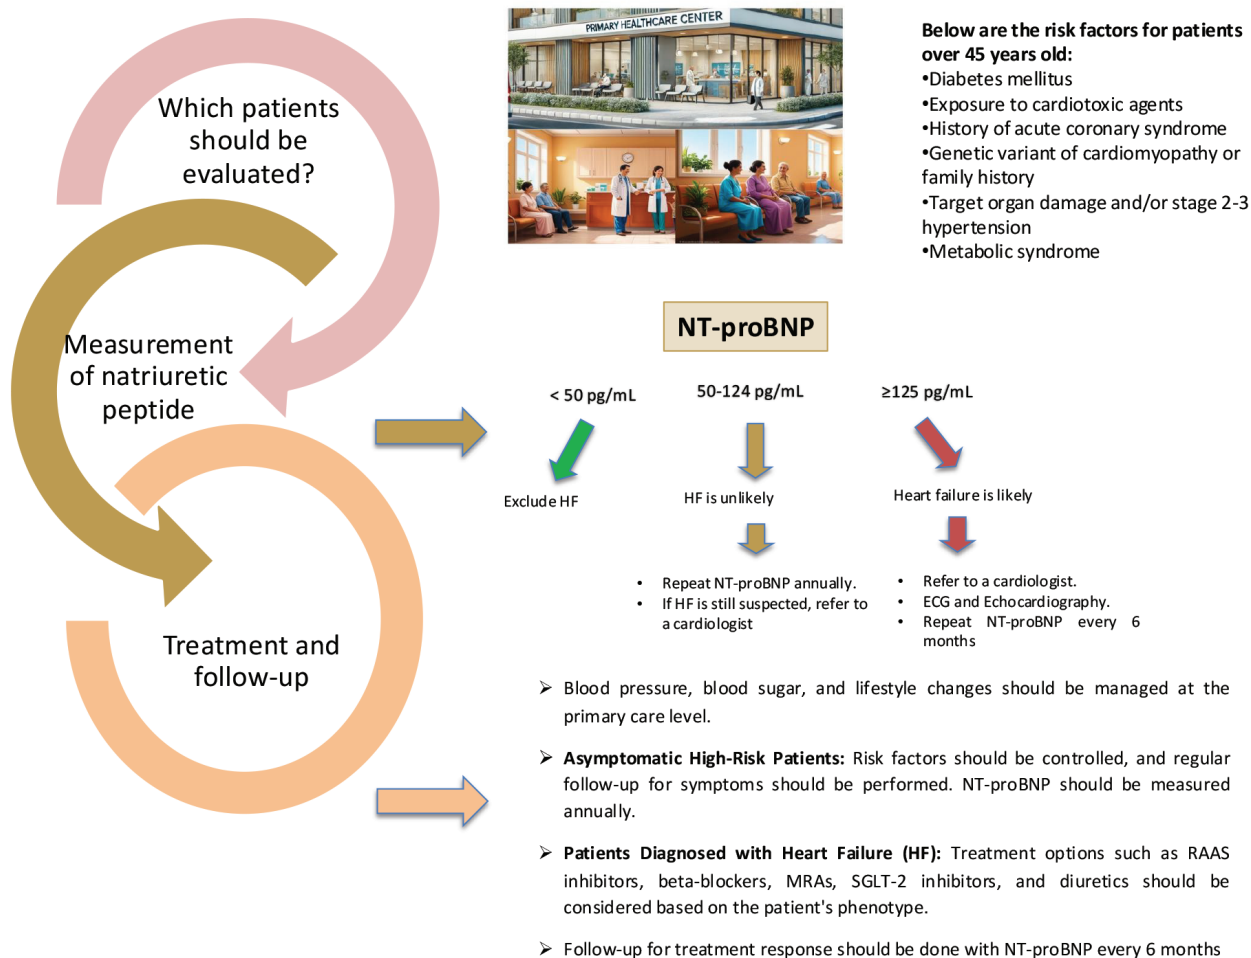 PRIMARY HEALTHCARE CENTER
Below are the risk factors for patients
over 45 years old:
•Diabetes mellitus
•Exposure to cardiotoxic agents
•History of acute coronary syndrome
•Genetic variant of cardiomyopathy or
family history
•Target organ damage and/or stage 2-3
hypertension
•Metabolic syndrome
Which patients
should be
evaluated?
Measurement
of natriuretic
peptide
NT-proBNP
< 50 pg/mL
50-124 pg/mL
≥125 pg/mL
Exclude HF
HF is unlikely
Heart failure is likely
• Repeat NT-proBNP annually.
• If HF is still suspected, refer to
a cardiologist
• Refer to a cardiologist.
• ECG and Echocardiography.
• Repeat NT-proBNP every 6
months
Treatment and
follow-up
➢ Blood pressure, blood sugar, and lifestyle changes should be managed at the
primary care level.
➢ Asymptomatic High-Risk Patients: Risk factors should be controlled, and regular
follow-up for symptoms should be performed. NT-proBNP should be measured
annually.
➢ Patients Diagnosed with Heart Failure (HF): Treatment options such as RAAS
inhibitors, beta-blockers, MRAs, SGLT-2 inhibitors, and diuretics should be
considered based on the patient's phenotype.
➢ Follow-up for treatment response should be done with NT-proBNP every 6 months